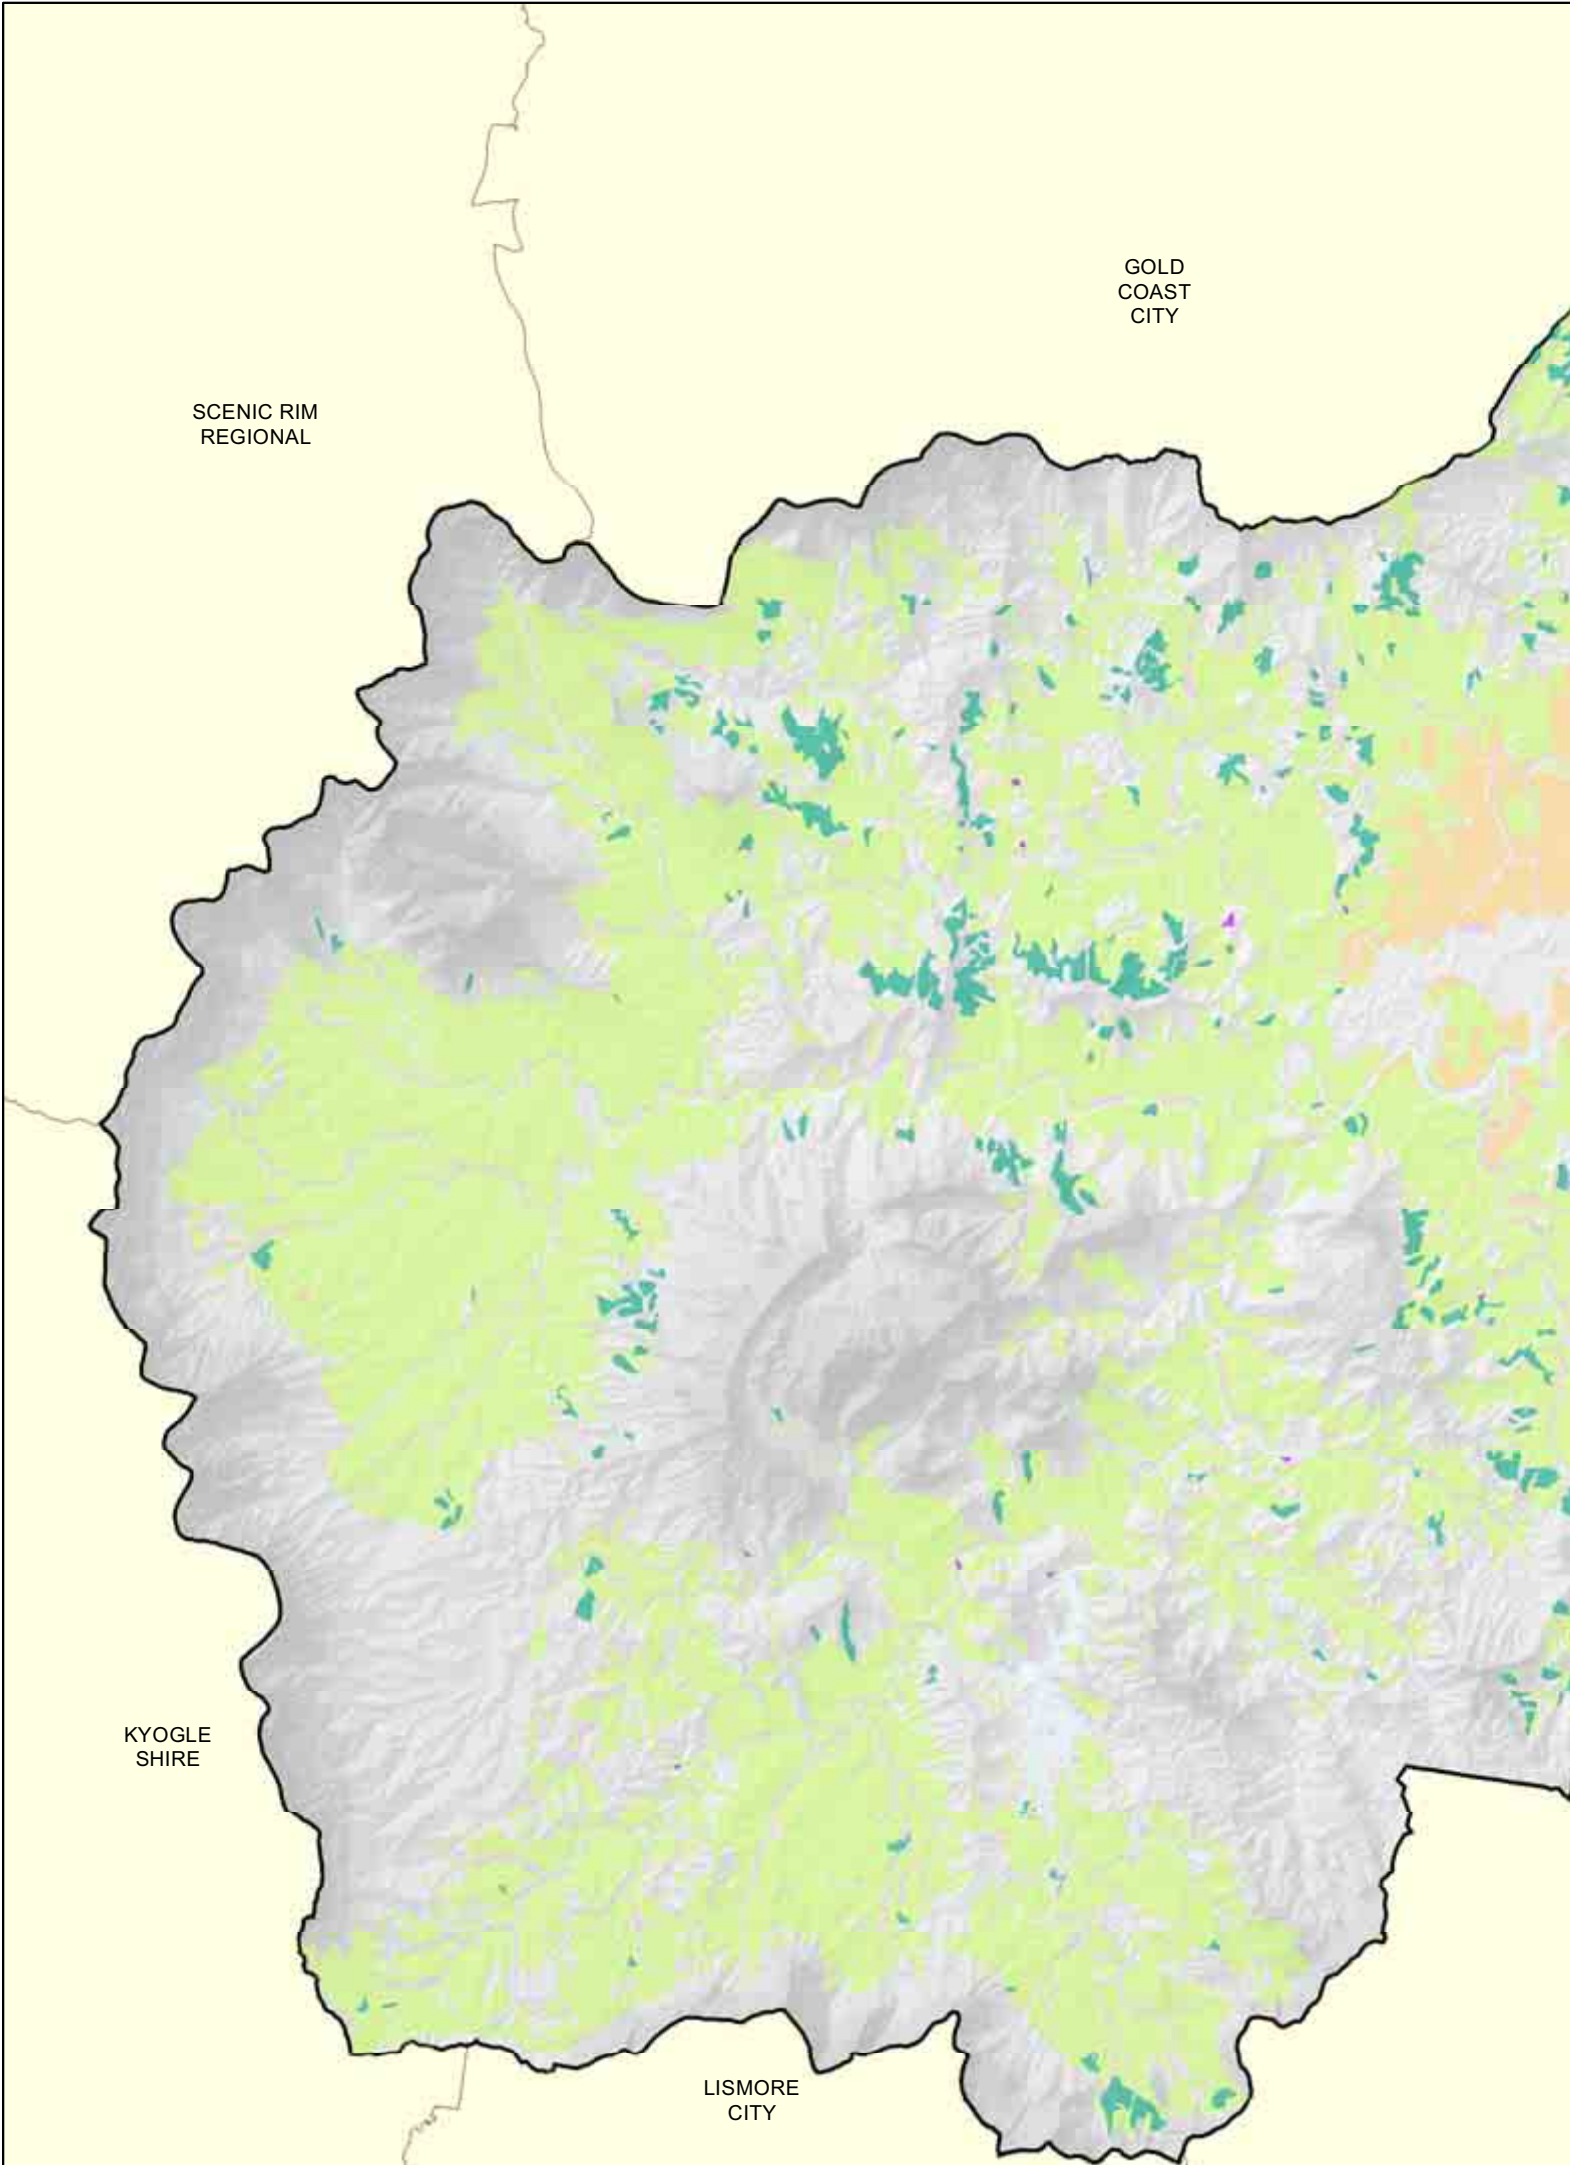 GOLD
COAST
CITY
SCENIC RIM
REGIONAL
KYOGLE
SHIRE
LISMORE
CITY